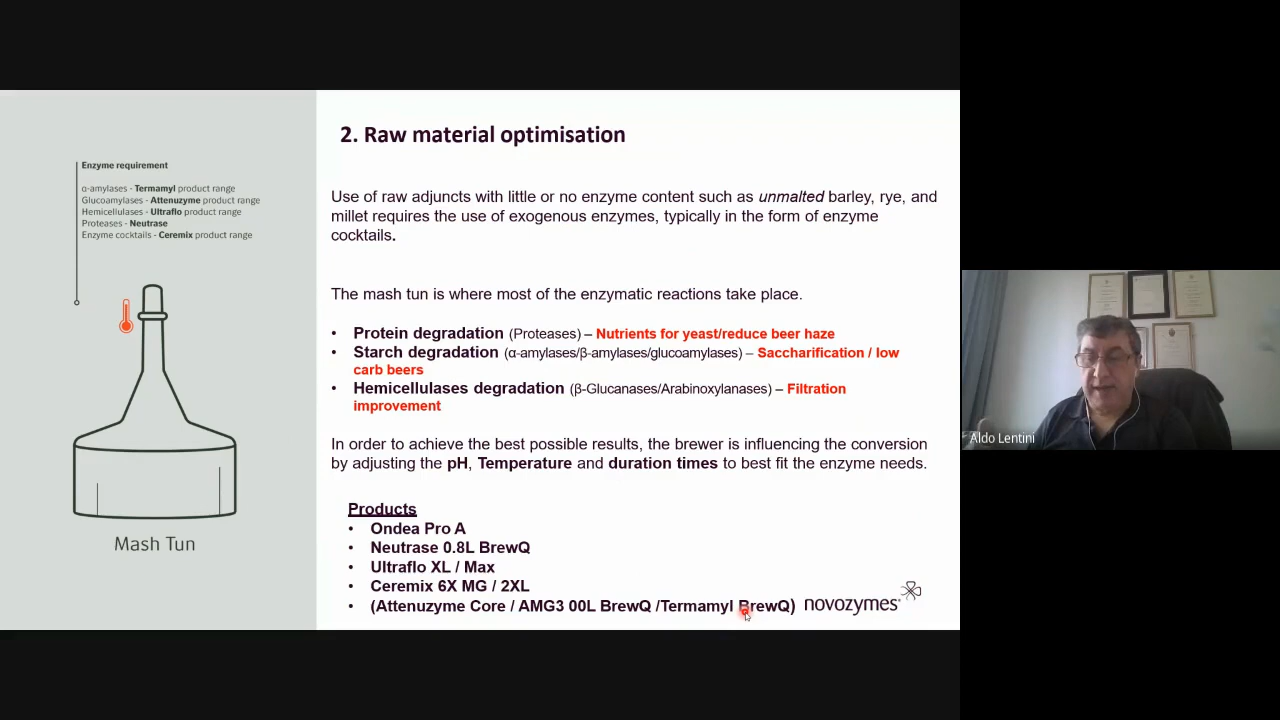 2. Raw material optimisation
Enzyme requirement
α-amylases - Termamyl product range
Glucoamylases - Attenuzyme product range
Hemicellulases - Ultraflo product range
Proteases - Neutrase
Enzyme cocktails - Ceremix product range
Mash Tun
Use of raw adjuncts with little or no enzyme content such as unmalted barley, rye, and
millet requires the use of exogenous enzymes, typically in the form of enzyme
cocktails.
The mash tun is where most of the enzymatic reactions take place.
• Protein degradation (Proteases) – Nutrients for yeast/reduce beer haze
• Starch degradation (α-amylases/β-amylases/glucoamylases) – Saccharification / low
carb beers
• Hemicellulases degradation (β-Glucanases/Arabinoxylanases) – Filtration
improvement
In order to achieve the best possible results, the brewer is influencing the conversion
by adjusting the pH, Temperature and duration times to best fit the enzyme needs.
Products
• Ondea Pro A
• Neutrase 0.8L BrewQ
• Ultraflo XL / Max
• Ceremix 6X MG / 2XL
• (Attenuzyme Core / AMG3 00L BrewQ /Termamyl BrewQ)
novozymes
Aldo Lentini